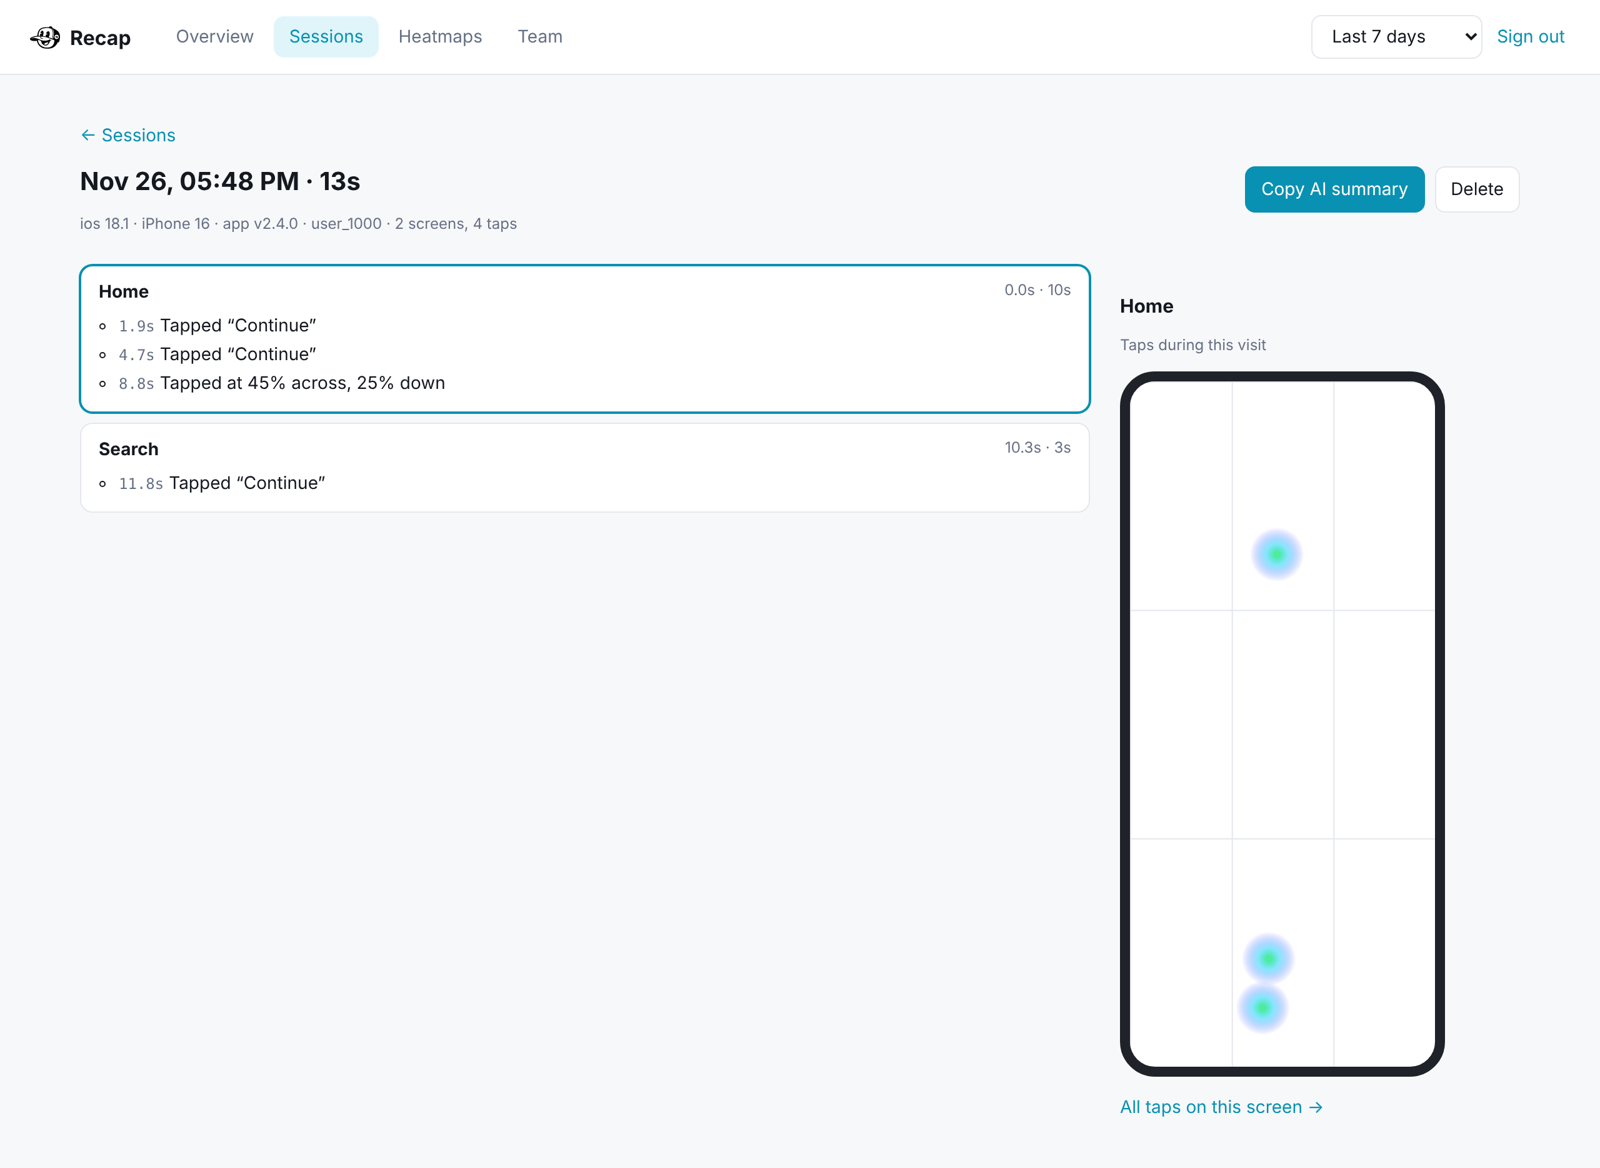 Recap
Overview
Sessions
Heatmaps
Team
Last 7 days
Sign out
← Sessions
Nov 26, 05:48 PM · 13s
Copy AI summary
Delete
ios 18.1 · iPhone 16 · app v2.4.0 · user_1000 · 2 screens, 4 taps
Home
0.0s · 10s
1.9s Tapped “Continue”
4.7s Tapped “Continue”
8.8s Tapped at 45% across, 25% down
Search
10.3s · 3s
11.8s Tapped “Continue”
Home
Taps during this visit
All taps on this screen →